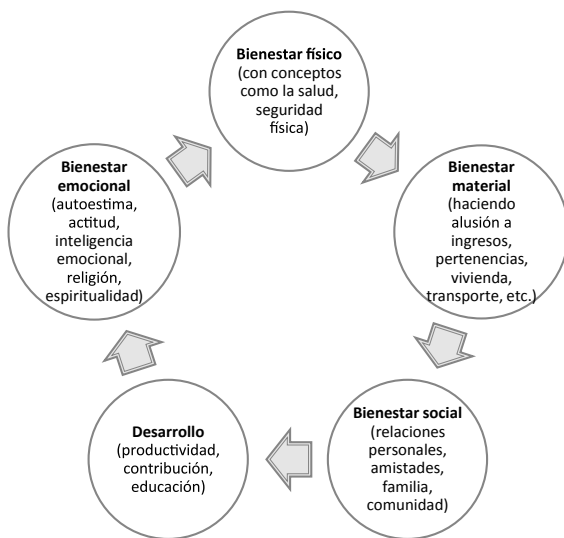 Bienestar físico
(con conceptos
como la salud,
seguridad
física)
Bienestar
material
(haciendo
alusión a
ingresos,
pertenencias,
vivienda,
transporte, etc.)
Bienestar social
(relaciones
personales,
amistades,
familia,
comunidad)
Desarrollo
(productividad,
contribución,
educación)
Bienestar
emocional
(autoestima,
actitud,
inteligencia
emocional,
religión,
espiritualidad)